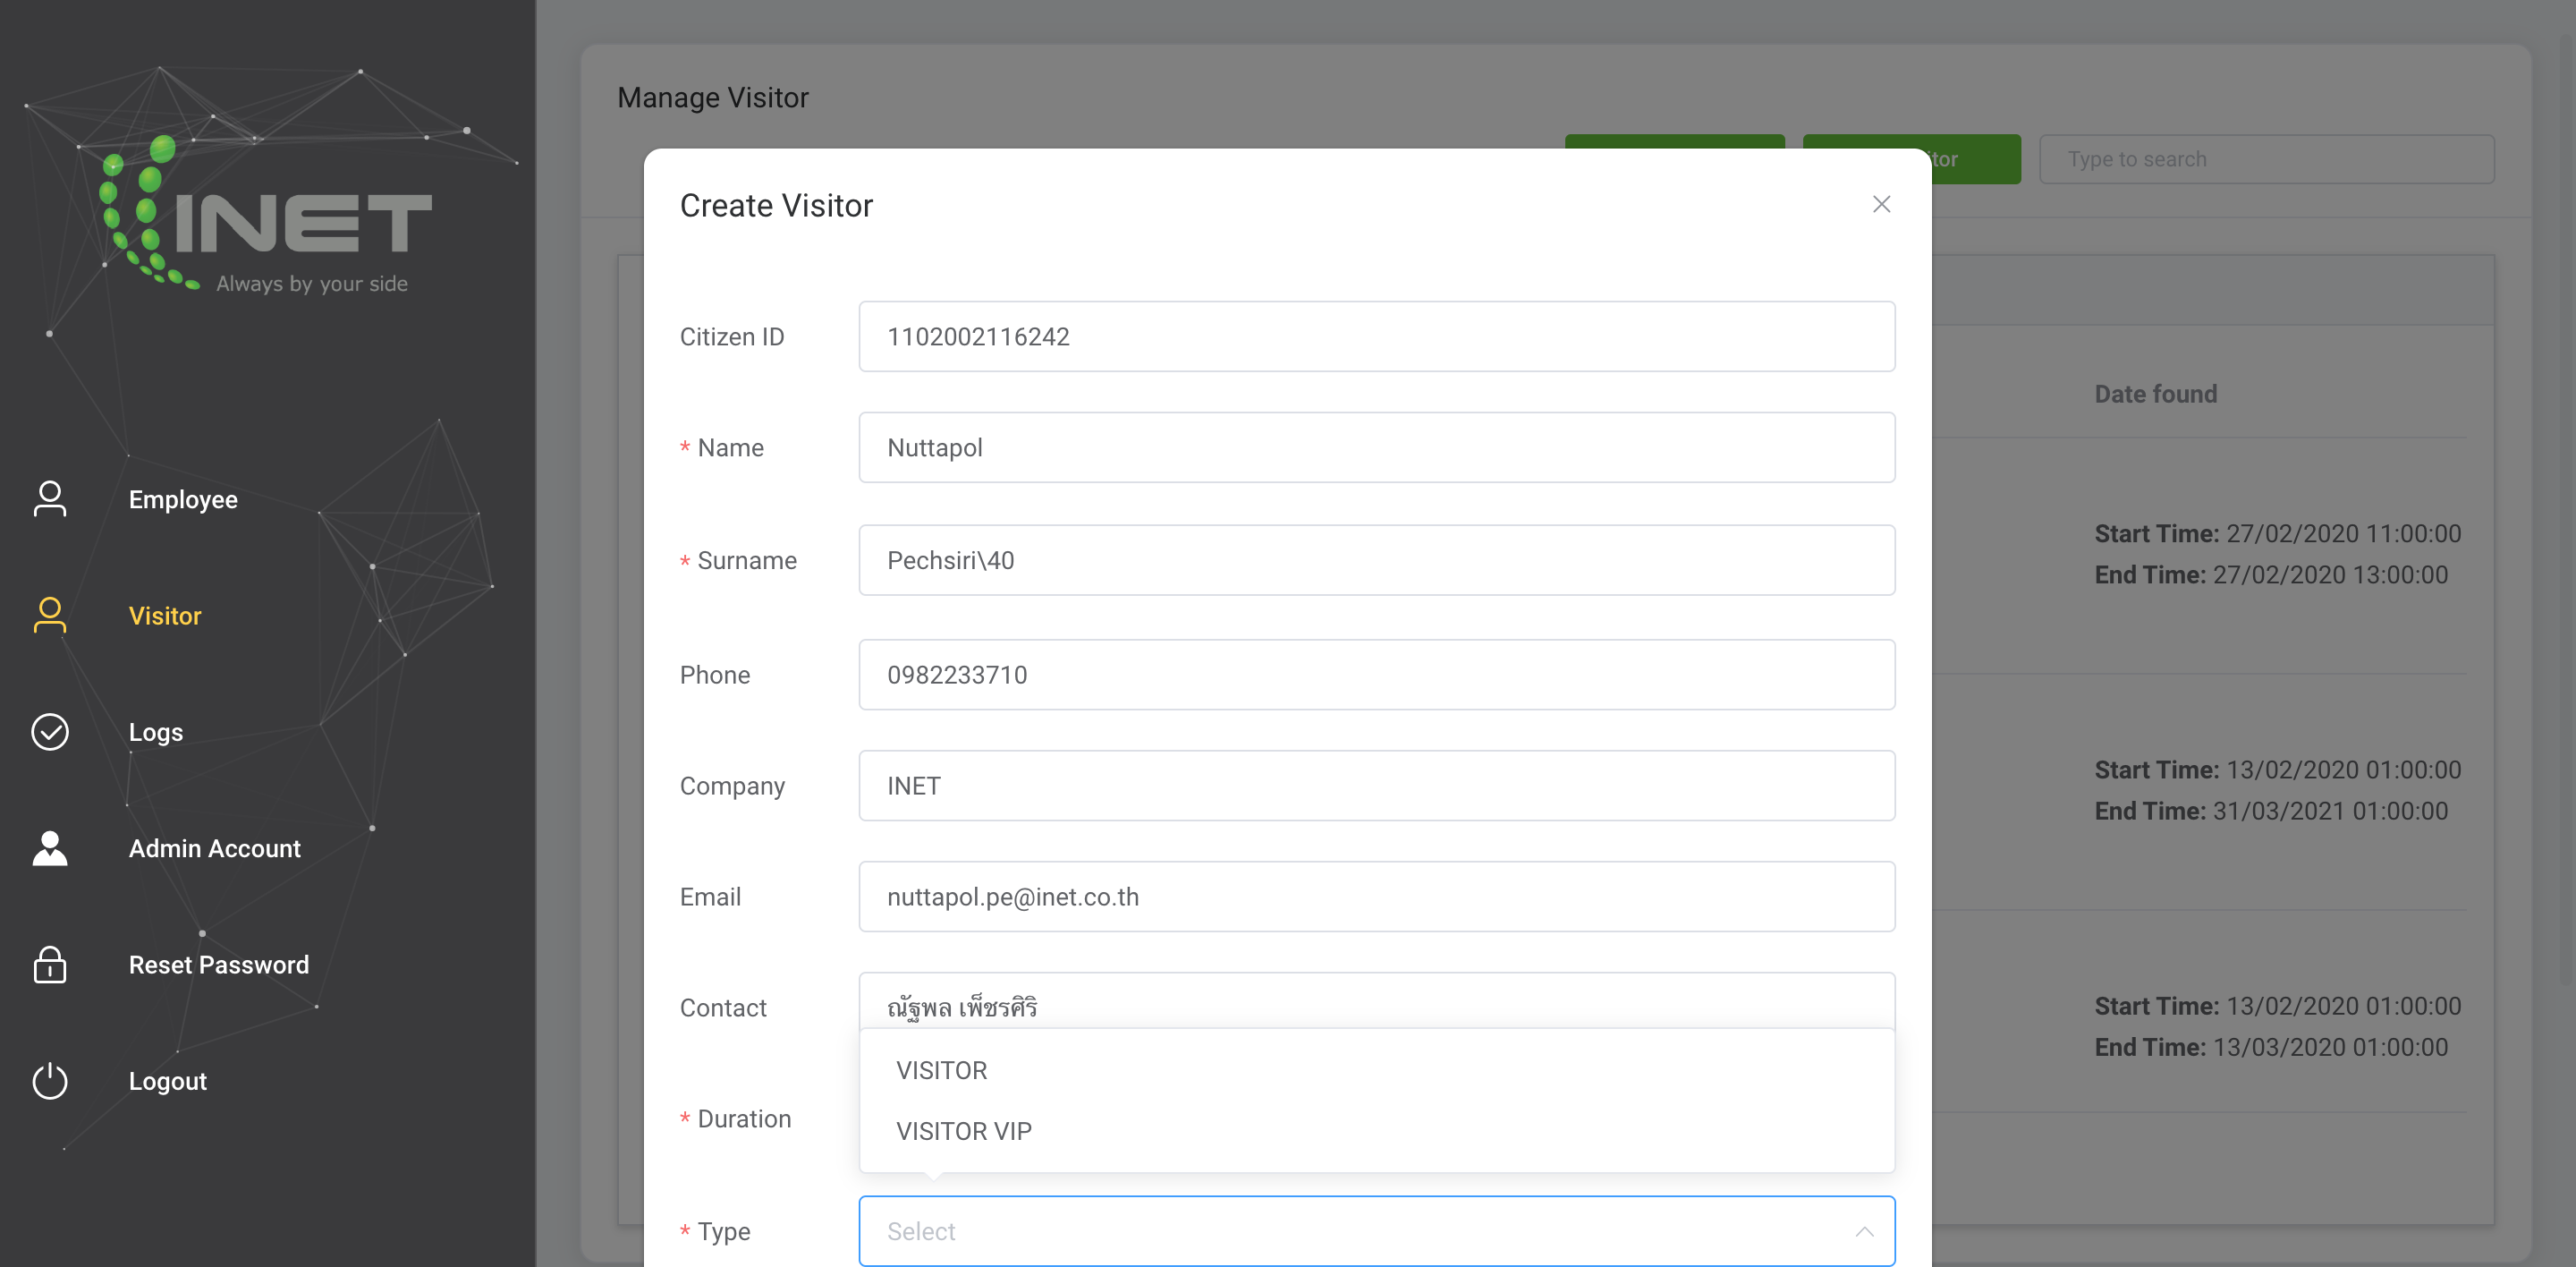 INET
Always by your side
Employee
Visitor
Logs
Admin Account
Reset Password
Logout
Manage Visitor
Type to search
Create Visitor
Citizen ID
1102002116242
* Name
Nuttapol
* Surname
Pechsiri\40
Phone
0982233710
Company
INET
Email
nuttapol.pe@inet.co.th
Contact
ณัฐพล เพ็ชรศิริ
* Duration
VISITOR
VISITOR VIP
* Type
Select
Date found
Start Time: 27/02/2020 11:00:00
End Time: 27/02/2020 13:00:00
Start Time: 13/02/2020 01:00:00
End Time: 31/03/2021 01:00:00
Start Time: 13/02/2020 01:00:00
End Time: 13/03/2020 01:00:00